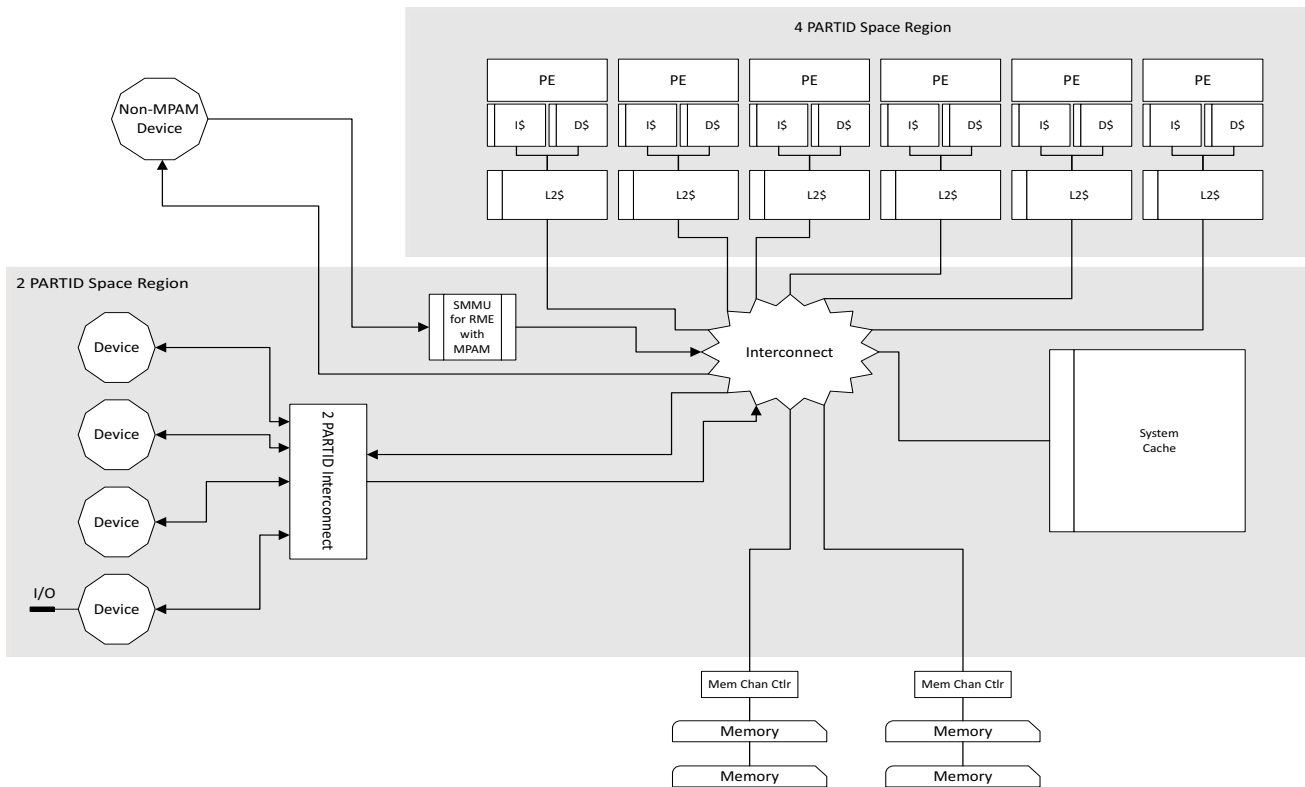 4 PARTID Space Region
PE
PE
PE
PE
PE
PE
I$
D$
I$
D$
I$
D$
I$
D$
I$
D$
I$
D$
L2$
L2$
L2$
L2$
L2$
L2$
Non-MPAM
Device
2 PARTID Space Region
SMMU
for RME
with
MPAM
Interconnect
Device
Device
Device
Device
I/O
2 PARTID Interconnect
System
Cache
Mem Chan Ctlr
Mem Chan Ctlr
Memory
Memory
Memory
Memory